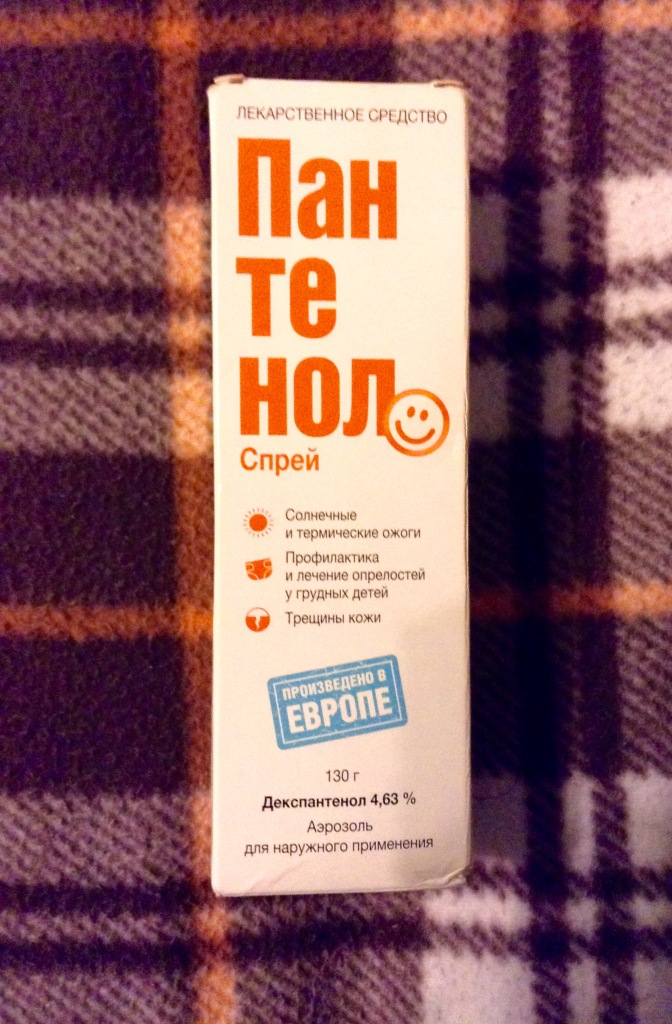 ЛЕКАРСТВЕННОЕ СРЕДСТВО
Пан
те
нол
Спрей
Солнечные
и термические ожоги
Профилактика
и лечение опрелостей
у грудных детей
Трещины кожи
ПРОИЗВЕДЕНО В
ЕВРОПЕ
130 г
Декспантенол 4,63 %
Аэрозоль
для наружного применения